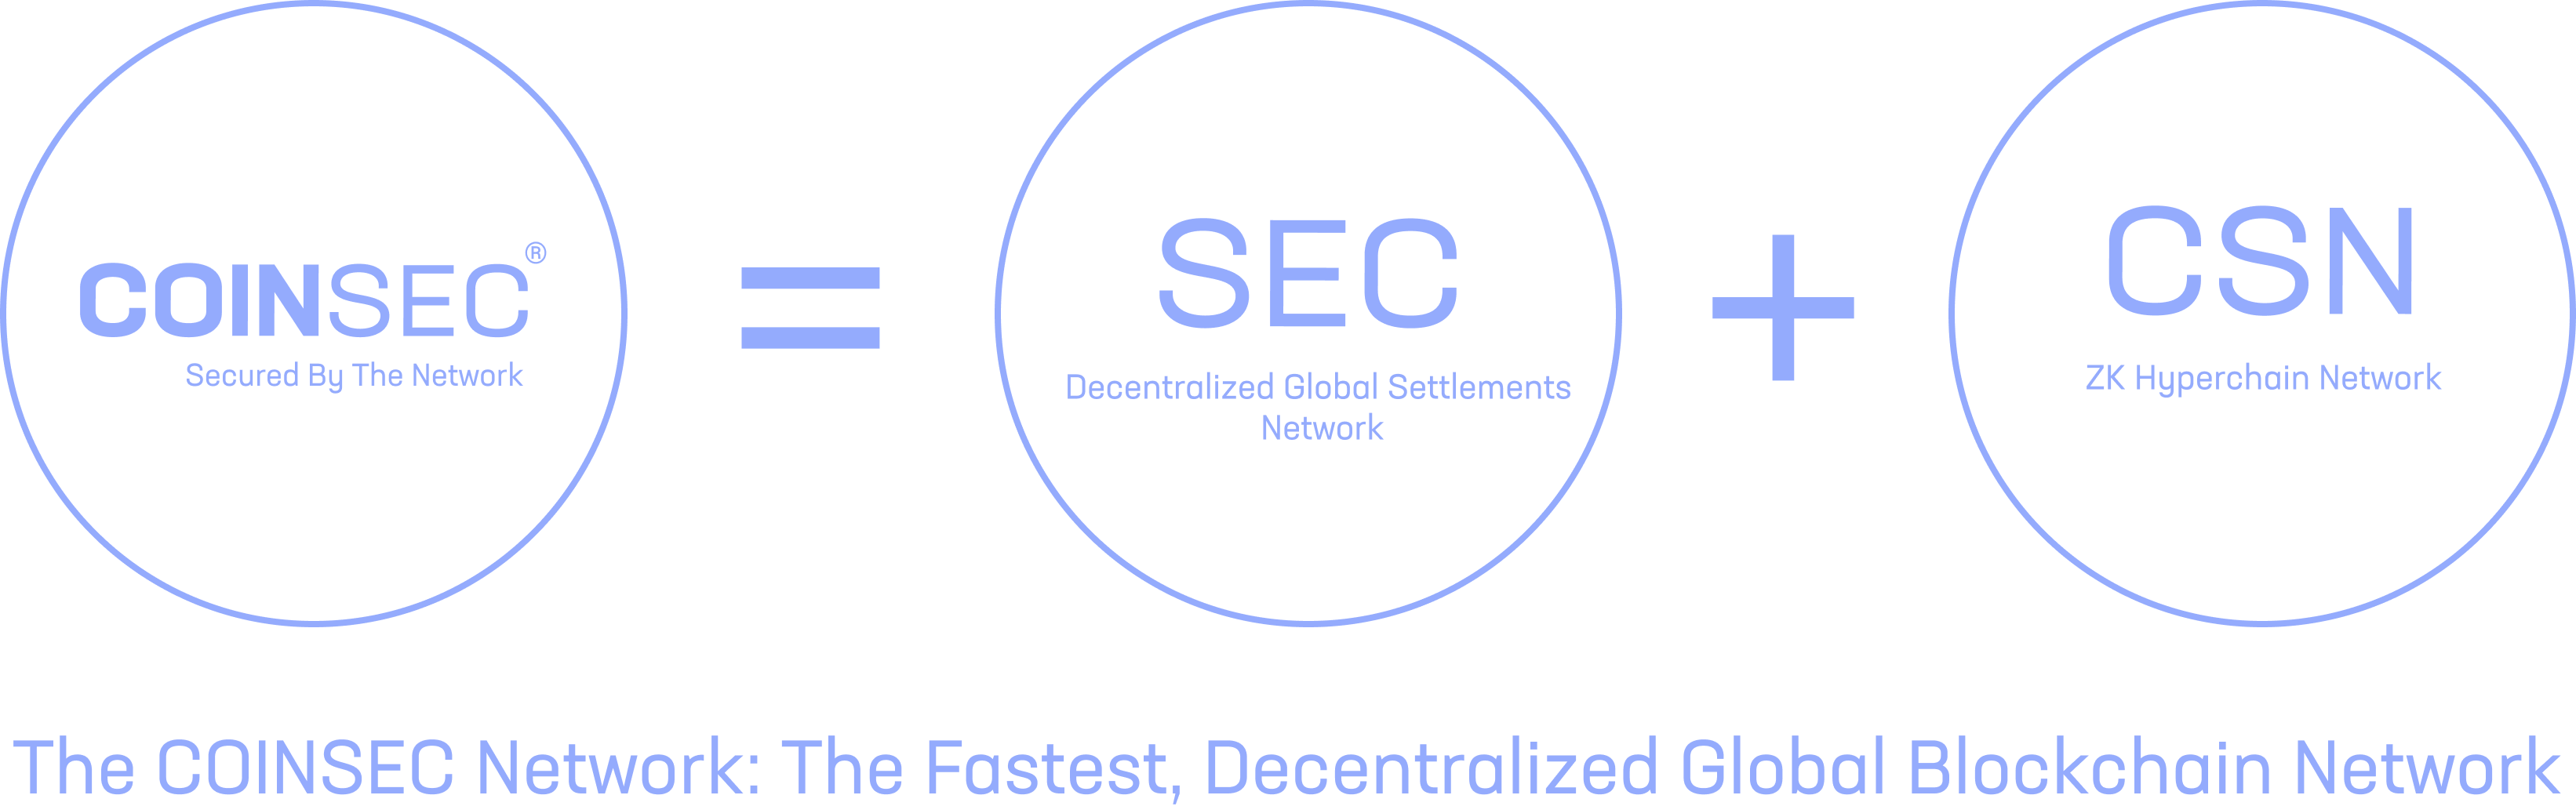 COINSEC®
Secured By The Network
=
SEC
Decentralized Global Settlements
Network
+
CSN
ZK Hyperchain Network
The COINSEC Network: The Fastest, Decentralized Global Blockchain Network